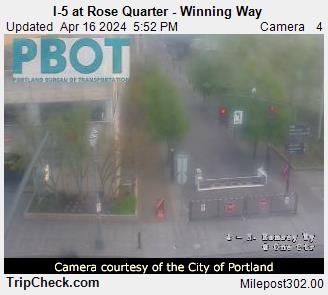 I-5 at Rose Quarter - Winning Way
Updated Apr 16 2024 5:52 PM Camera 4
PBOT
PORTLAND BUREAU OF TRANSPORTATION
Camera courtesy of the City of Portland
TripCheck.com Milepost302.00